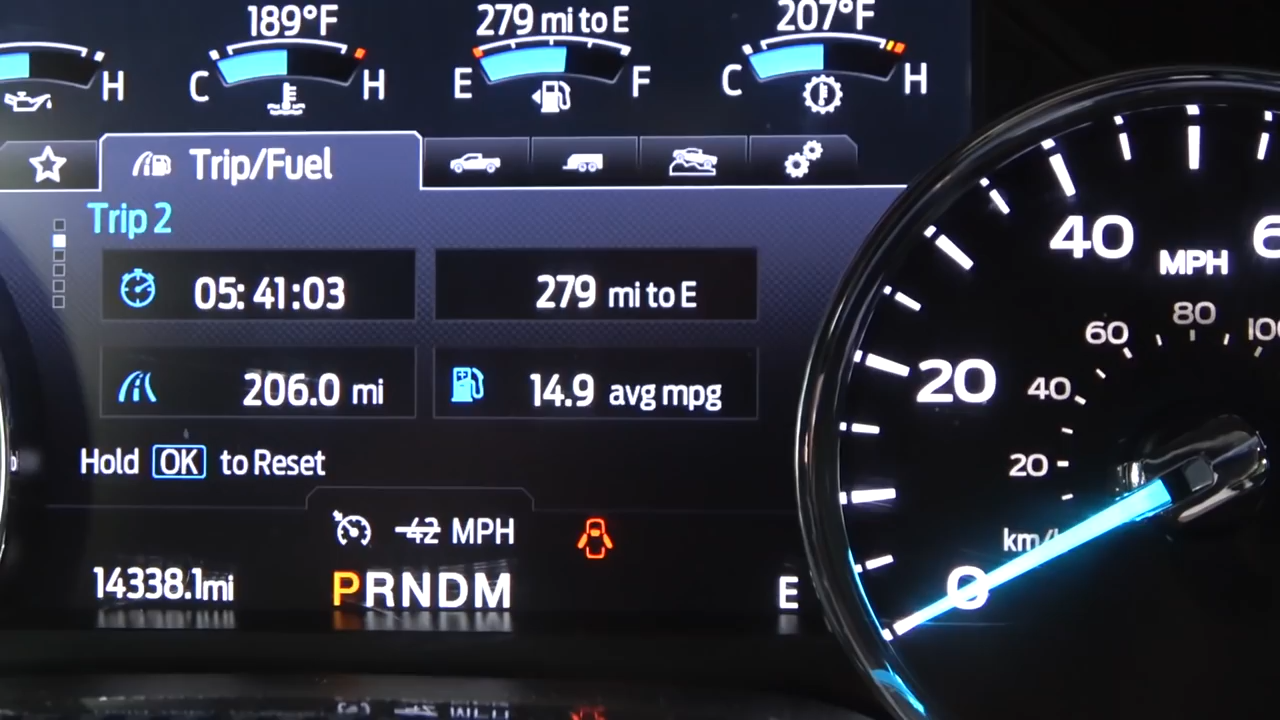 189°F
279 mi to E
207°F
H
C
H
E
F
C
H
Trip/Fuel
Trip 2
05:41:03
279 mi to E
206.0 mi
14.9 avg mpg
Hold OK to Reset
42 MPH
14338.1mi
PRNDM
E
40
MPH
80
60
100
20
40
20
km/
0